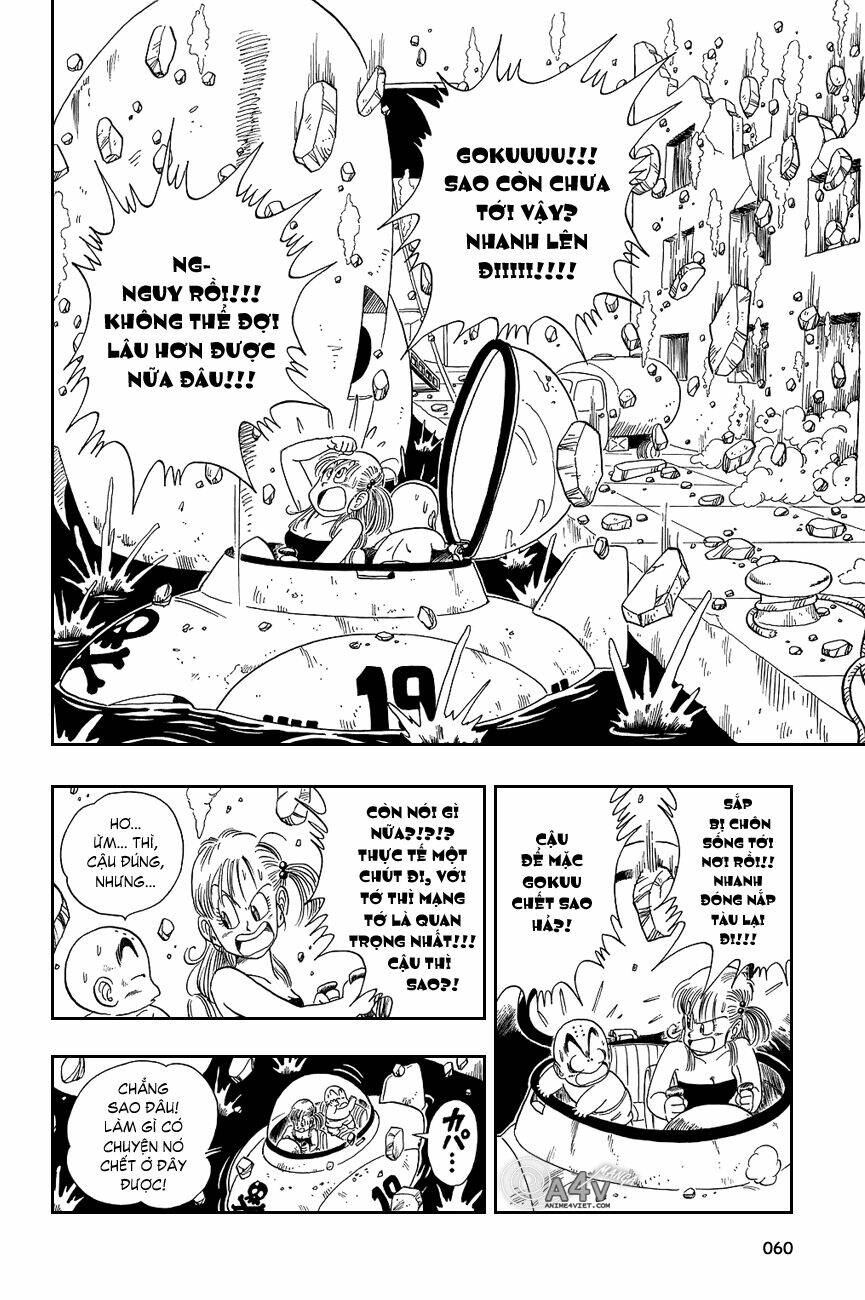 GOKUUUU!!!
SAO CÒN CHƯA
TỚI VẬY?
NHANH LÊN
ĐIIIII!!!!
NG-
NGUY RỒI!!!
KHÔNG THỂ ĐỢI
LÂU HƠN ĐƯỢC
NỮA ĐÂU!!!
19
SẮP
BỊ CHÔN
SỐNG TỚI
NƠI RỒI!!
NHANH
ĐÓNG NẮP
TÀU LẠI
ĐI!!!
CẬU
ĐỂ MẶC
GOKUU
CHẾT SAO
HẢ?!
CÒN NÓI GÌ
NỮA?!?!?
THỰC TẾ MỘT
CHÚT ĐI, VỚI
TỚ THÌ MẠNG
TỚ LÀ QUAN
TRỌNG NHẤT!!!
CẬU THÌ
SAO?!
HƠ...
ỪM... THÌ,
CẬU ĐÚNG,
NHƯNG...
カパ...
19
CHẲNG
SAO ĐÂU!
LÀM GÌ CÓ
CHUYỆN NÓ
CHẾT Ở ĐÂY
ĐƯỢC!
A4V
ANIME4VIET.COM
060